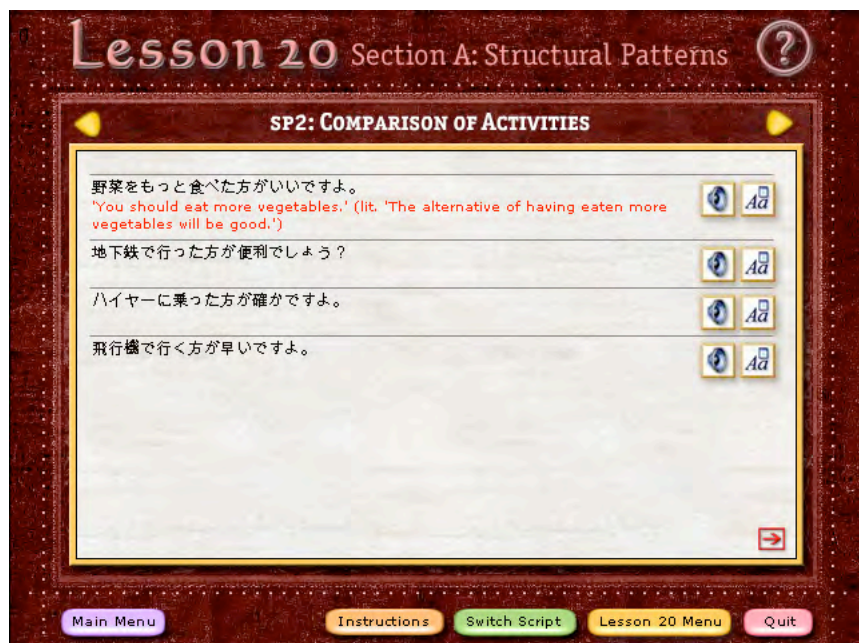 Lesson 20 Section A: Structural Patterns ?
SP2: COMPARISON OF ACTIVITIES
野菜をもっと食べた方がいいですよ。
'You should eat more vegetables.' (lit. 'The alternative of having eaten more
vegetables will be good.')
Aa
地下鉄で行った方が便利でしょう？
Aa
ハイヤーに乗った方が確かですよ。
Aa
飛行機で行く方が早いですよ。
Aa
Main Menu Instructions Switch Script Lesson 20 Menu Quit